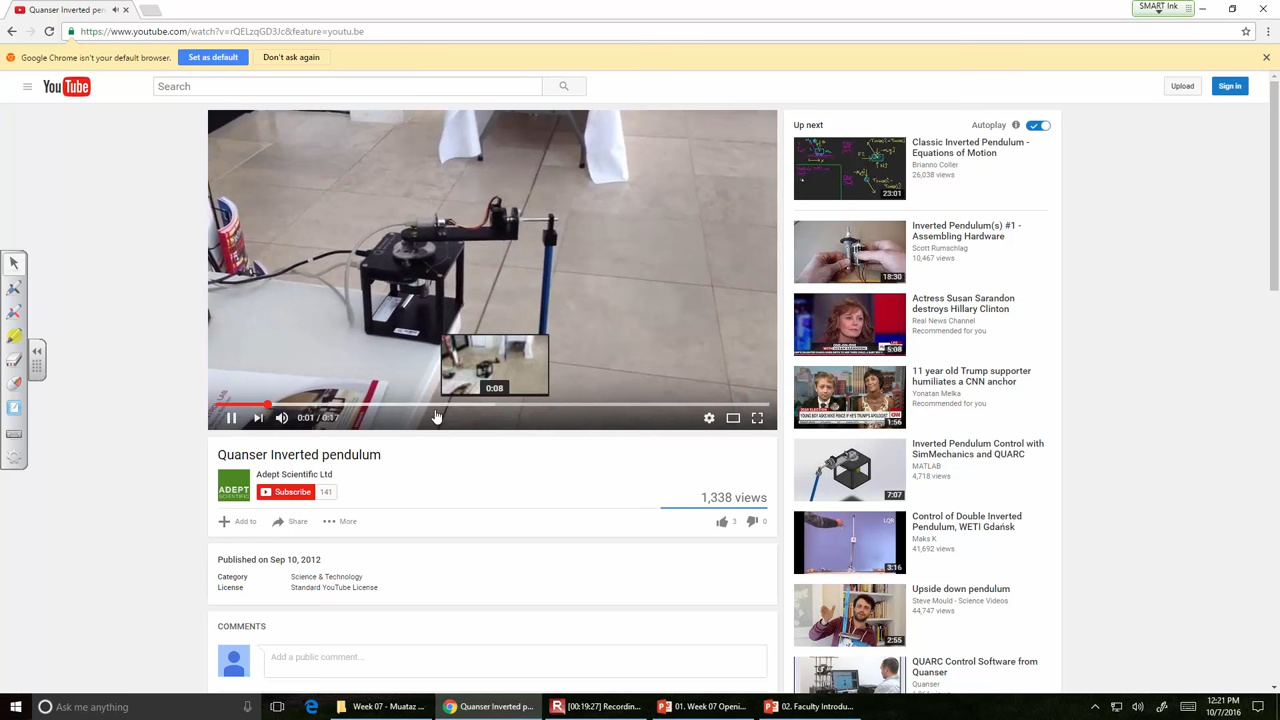 Quanser Inverted pen
SMART Ink
https://www.youtube.com/watch?v=rQELzqGD3Jc&feature=youtu.be
Google Chrome isn't your default browser.
Set as default
Don't ask again
YouTube
Search
Upload
Sign in
0:08
0:01 / 0:17
Quanser Inverted pendulum
ADEPT
SCIENTIFIC
Adept Scientific Ltd
Subscribe
141
1,338 views
Add to
Share
More
3
0
Published on Sep 10, 2012
Category
Science & Technology
License
Standard YouTube License
COMMENTS
Add a public comment...
Up next
Autoplay
23:01
Classic Inverted Pendulum -
Equations of Motion
Brianno Coller
26,038 views
18:30
Inverted Pendulum(s) #1 -
Assembling Hardware
Scott Rumschlag
10,467 views
5:08
Actress Susan Sarandon
destroys Hillary Clinton
Real News Channel
Recommended for you
1:56
11 year old Trump supporter
humiliates a CNN anchor
Yonatan Melka
Recommended for you
7:07
Inverted Pendulum Control with
SimMechanics and QUARC
MATLAB
4,718 views
LQR
3:16
Control of Double Inverted
Pendulum, WETI Gdańsk
Maks K
41,692 views
2:55
Upside down pendulum
Steve Mould - Science Videos
44,747 views
QUARC Control Software from
Quanser
Quanser
Ask me anything
Week 07 - Muataz ...
Quanser Inverted p...
[00:19:27] Recordin...
01. Week 07 Openi...
02. Faculty Introdu...
12:21 PM
10/7/2016